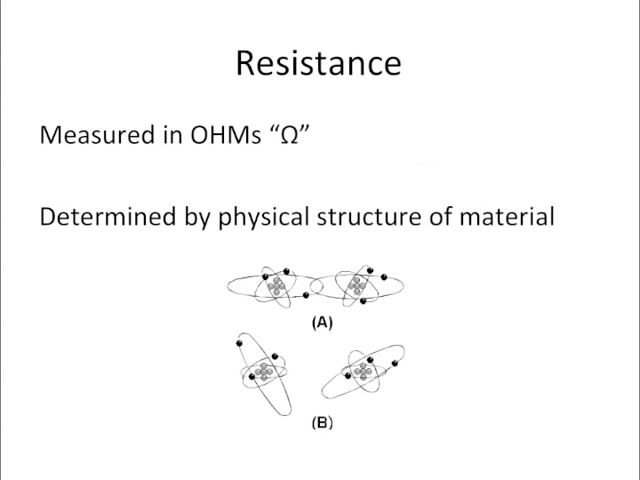 Resistance
Measured in OHMs “Ω”
Determined by physical structure of material
(A)
(B)